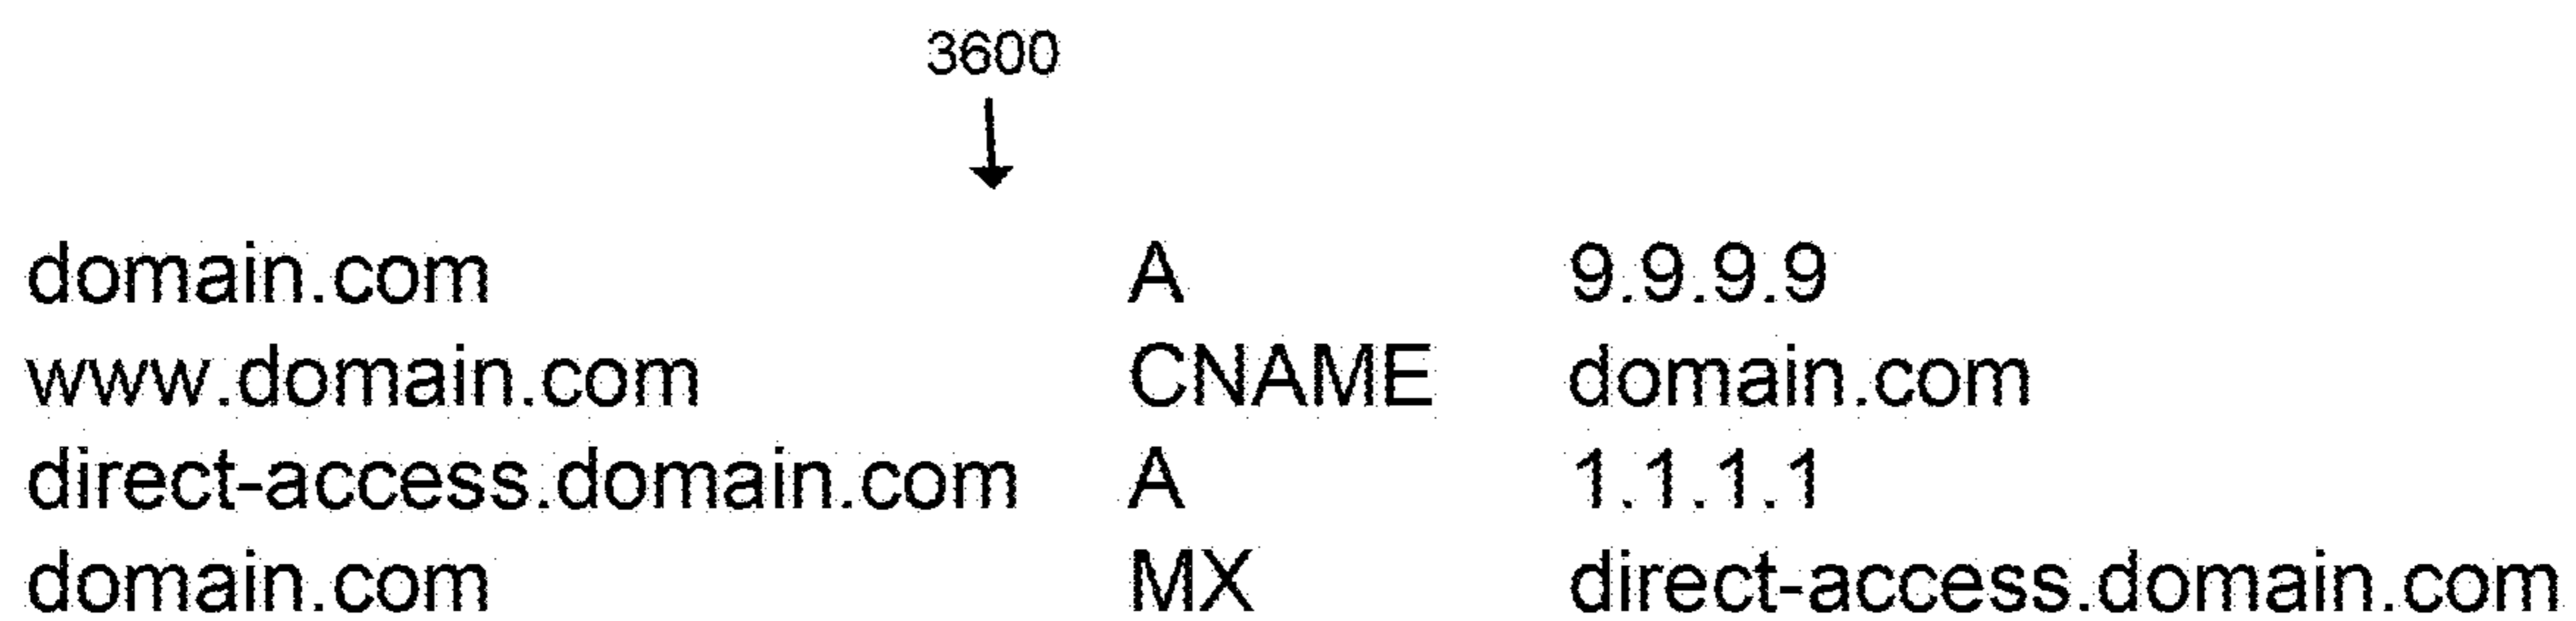 3600
domain.com A 9.9.9.9
www.domain.com CNAME domain.com
direct-access.domain.com A 1.1.1.1
domain.com MX direct-access.domain.com